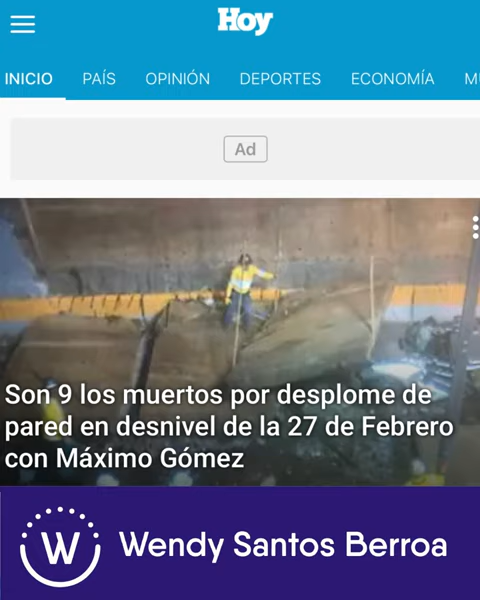 Hoy
INICIO PAÍS OPINIÓN DEPORTES ECONOMÍA
Ad
Son 9 los muertos por desplome de
pared en desnivel de la 27 de Febrero
con Máximo Gómez
W Wendy Santos Berroa